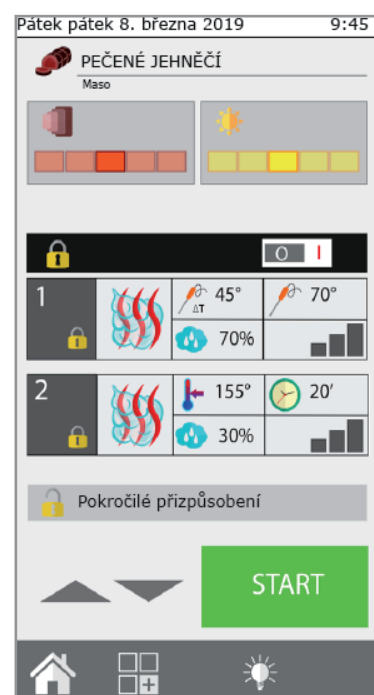 Pátek pátek 8. března 2019 9:45
PEČENÉ JEHNĚČÍ
Maso
O I
1 45° 70°
ΔT
70%
2 155° 20′
30%
Pokročilé přizpůsobení
START